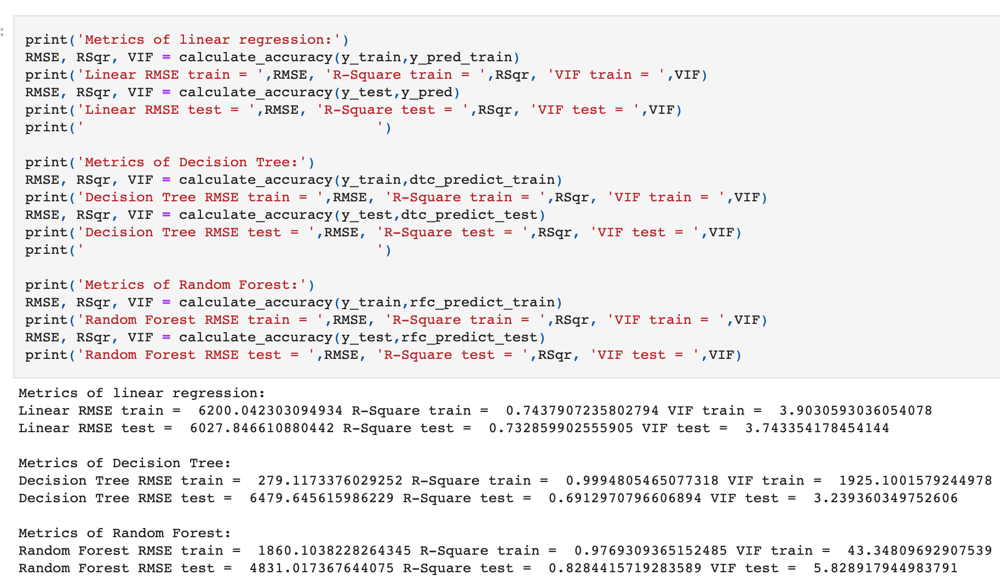 :
print('Metrics of linear regression:')
RMSE, RSqr, VIF = calculate_accuracy(y_train,y_pred_train)
print('Linear RMSE train = ',RMSE, 'R-Square train = ',RSqr, 'VIF train = ',VIF)
RMSE, RSqr, VIF = calculate_accuracy(y_test,y_pred)
print('Linear RMSE test = ',RMSE, 'R-Square test = ',RSqr, 'VIF test = ',VIF)
print('                                  ')
print('Metrics of Decision Tree:')
RMSE, RSqr, VIF = calculate_accuracy(y_train,dtc_predict_train)
print('Decision Tree RMSE train = ',RMSE, 'R-Square train = ',RSqr, 'VIF train = ',VIF)
RMSE, RSqr, VIF = calculate_accuracy(y_test,dtc_predict_test)
print('Decision Tree RMSE test = ',RMSE, 'R-Square test = ',RSqr, 'VIF test = ',VIF)
print('                                  ')
print('Metrics of Random Forest:')
RMSE, RSqr, VIF = calculate_accuracy(y_train,rfc_predict_train)
print('Random Forest RMSE train = ',RMSE, 'R-Square train = ',RSqr, 'VIF train = ',VIF)
RMSE, RSqr, VIF = calculate_accuracy(y_test,rfc_predict_test)
print('Random Forest RMSE test = ',RMSE, 'R-Square test = ',RSqr, 'VIF test = ',VIF)
Metrics of linear regression:
Linear RMSE train =  6200.042303094934 R-Square train =  0.7437907235802794 VIF train =  3.9030593036054078
Linear RMSE test =  6027.846610880442 R-Square test =  0.732859902555905 VIF test =  3.743354178454144
Metrics of Decision Tree:
Decision Tree RMSE train =  279.1173376029252 R-Square train =  0.9994805465077318 VIF train =  1925.1001579244978
Decision Tree RMSE test =  6479.645615986229 R-Square test =  0.6912970796606894 VIF test =  3.239360349752606
Metrics of Random Forest:
Random Forest RMSE train =  1860.1038228264345 R-Square train =  0.9769309365152485 VIF train =  43.34809692907539
Random Forest RMSE test =  4831.017367644075 R-Square test =  0.8284415719283589 VIF test =  5.828917944983791